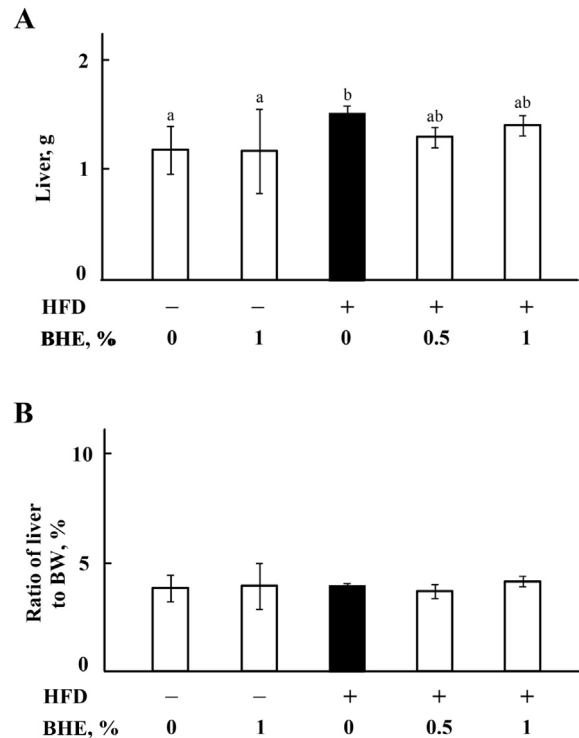 A
2
1
0
Liver, g
a a b ab ab
HFD – – + + +
BHE, % 0 1 0 0.5 1
B
10
5
0
Ratio of liver
to BW, %
HFD – – + + +
BHE, % 0 1 0 0.5 1